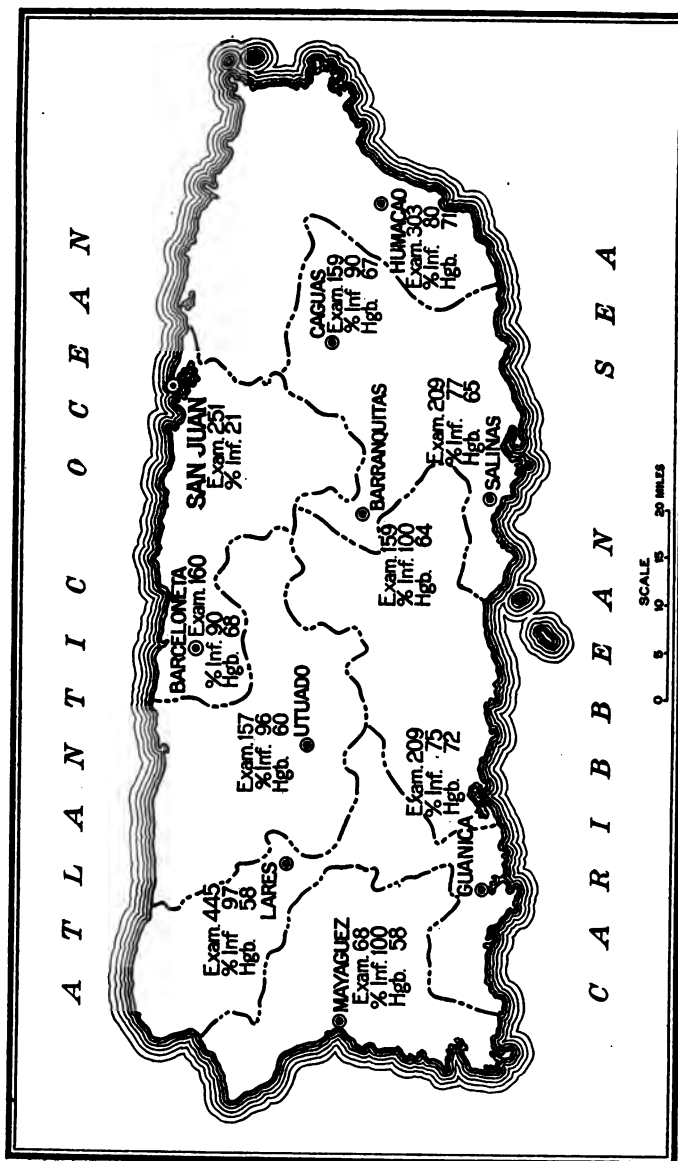 ATLANTIC OCEAN
SAN JUAN
Exam. 251
% Inf. 21
BARCELONETA
Exam. 160
% Inf. 90
Hgb. 68
Exam. 157
% Inf. 96
Hgb. 60
UTUADO
Exam. 445
% Inf 97
Hgb. 58
LARES
MAYAGUEZ
Exam. 68
% Inf. 100
Hgb. 58
CAGUAS
Exam. 159
% Inf 90
Hgb. 67
HUMACAO
Exam. 303
% Inf. 80
Hgb. 71
BARRANQUITAS
Exam. 159
% Inf. 100
Hgb. 64
Exam. 209
% Inf. 77
Hgb. 65
SALINAS
Exam. 209
% Inf. 75
Hgb. 72
GUANICA
CARIBBEAN SEA
SCALE
0 5 10 15 20 MILES